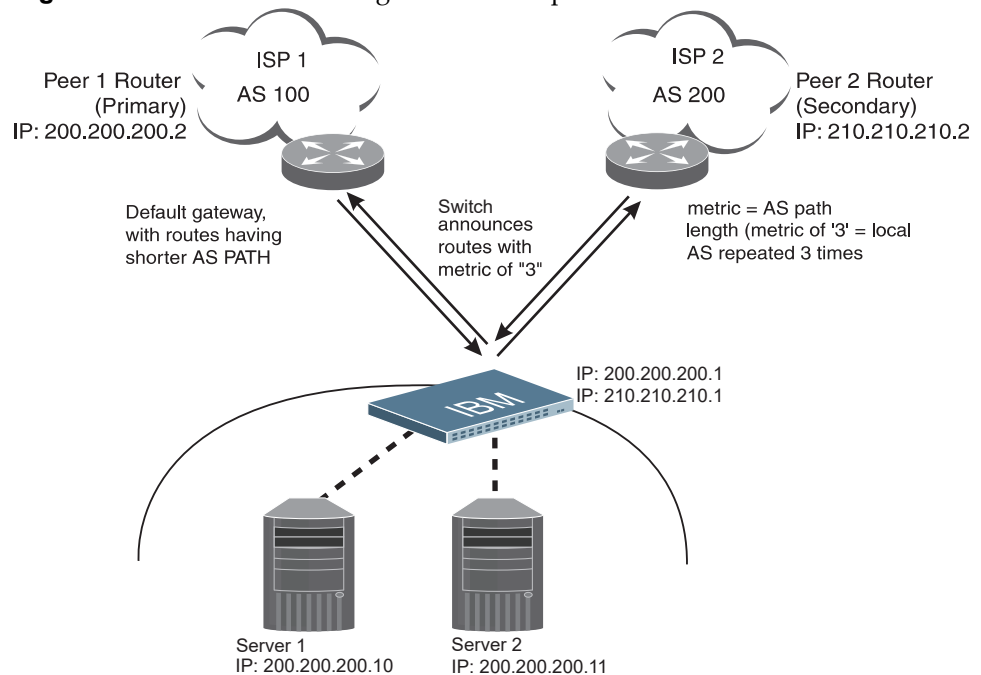 ISP 1
AS 100
Peer 1 Router
(Primary)
IP: 200.200.200.2
ISP 2
AS 200
Peer 2 Router
(Secondary)
IP: 210.210.210.2
Default gateway,
with routes having
shorter AS PATH
Switch
announces
routes with
metric of "3"
metric = AS path
length (metric of '3' = local
AS repeated 3 times
IP: 200.200.200.1
IP: 210.210.210.1
IBM
Server 1
IP: 200.200.200.10
Server 2
IP: 200.200.200.11